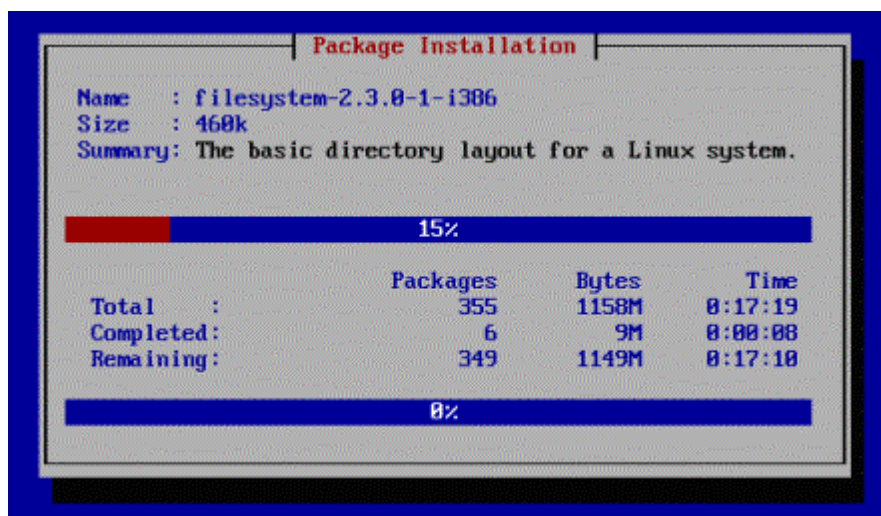 Package Installation
Name : filesystem-2.3.0-1-i386
Size : 460k
Summary: The basic directory layout for a Linux system.
15%
Packages Bytes Time
Total : 355 1158M 0:17:19
Completed: 6 9M 0:00:08
Remaining: 349 1149M 0:17:10
0%